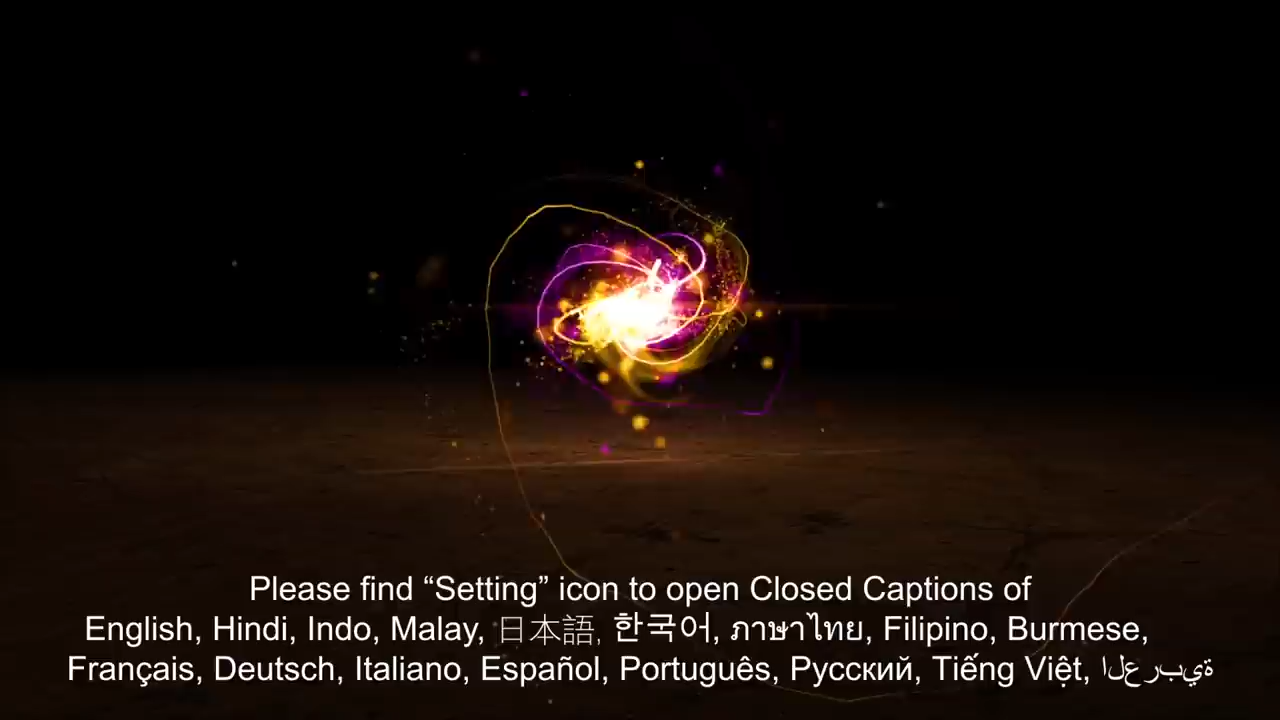 Please find “Setting” icon to open Closed Captions of
English, Hindi, Indo, Malay, 日本語, 한국어, ภาษาไทย, Filipino, Burmese,
Français, Deutsch, Italiano, Español, Português, Русский, Tiếng Việt, العربية